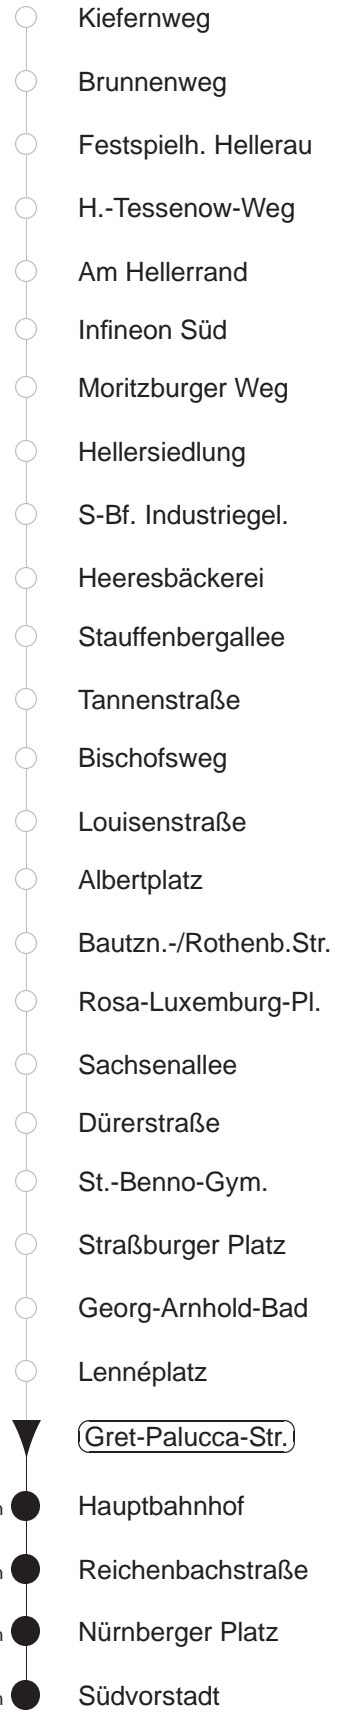 Kiefernweg
Brunnenweg
Festspielh. Hellerau
H.-Tessenow-Weg
Am Hellerrand
Infineon Süd
Moritzburger Weg
Hellersiedlung
S-Bf. Industriegel.
Heeresbäckerei
Stauffenbergallee
Tannenstraße
Bischofsweg
Louisenstraße
Albertplatz
Bautzn.-/Rothenb.Str.
Rosa-Luxemburg-Pl.
Sachsenallee
Dürerstraße
St.-Benno-Gym.
Straßburger Platz
Georg-Arnhold-Bad
Lennéplatz
Gret-Palucca-Str.
Hauptbahnhof
Reichenbachstraße
Nürnberger Platz
Südvorstadt